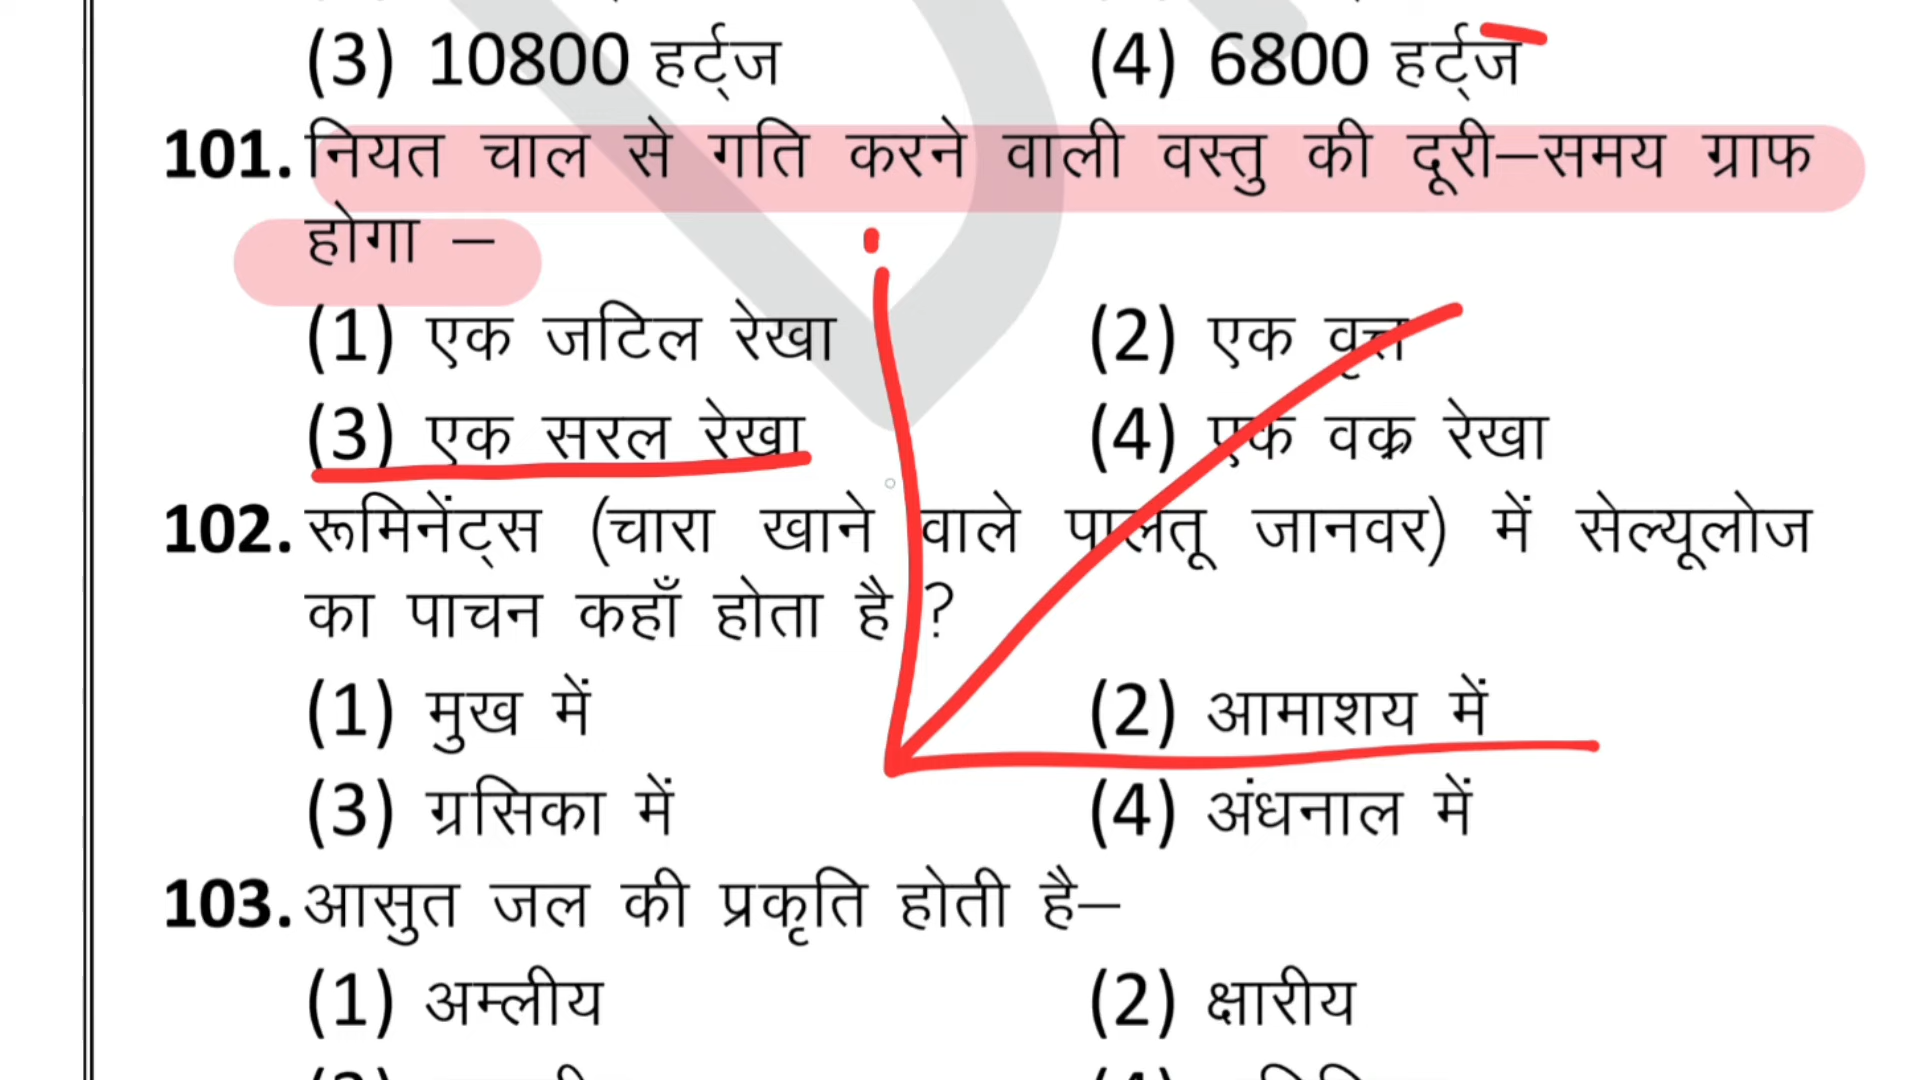 (3) 10800 हर्ट्ज (4) 6800 हर्ट्ज
101. नियत चाल से गति करने वाली वस्तु की दूरी–समय ग्राफ
होगा –
(1) एक जटिल रेखा (2) एक वृत्त
(3) एक सरल रेखा (4) एक वक्र रेखा
102. रूमिनेंट्स (चारा खाने वाले पालतू जानवर) में सेल्यूलोज
का पाचन कहाँ होता है ?
(1) मुख में (2) आमाशय में
(3) ग्रसिका में (4) अंधनाल में
103. आसुत जल की प्रकृति होती है–
(1) अम्लीय (2) क्षारीय